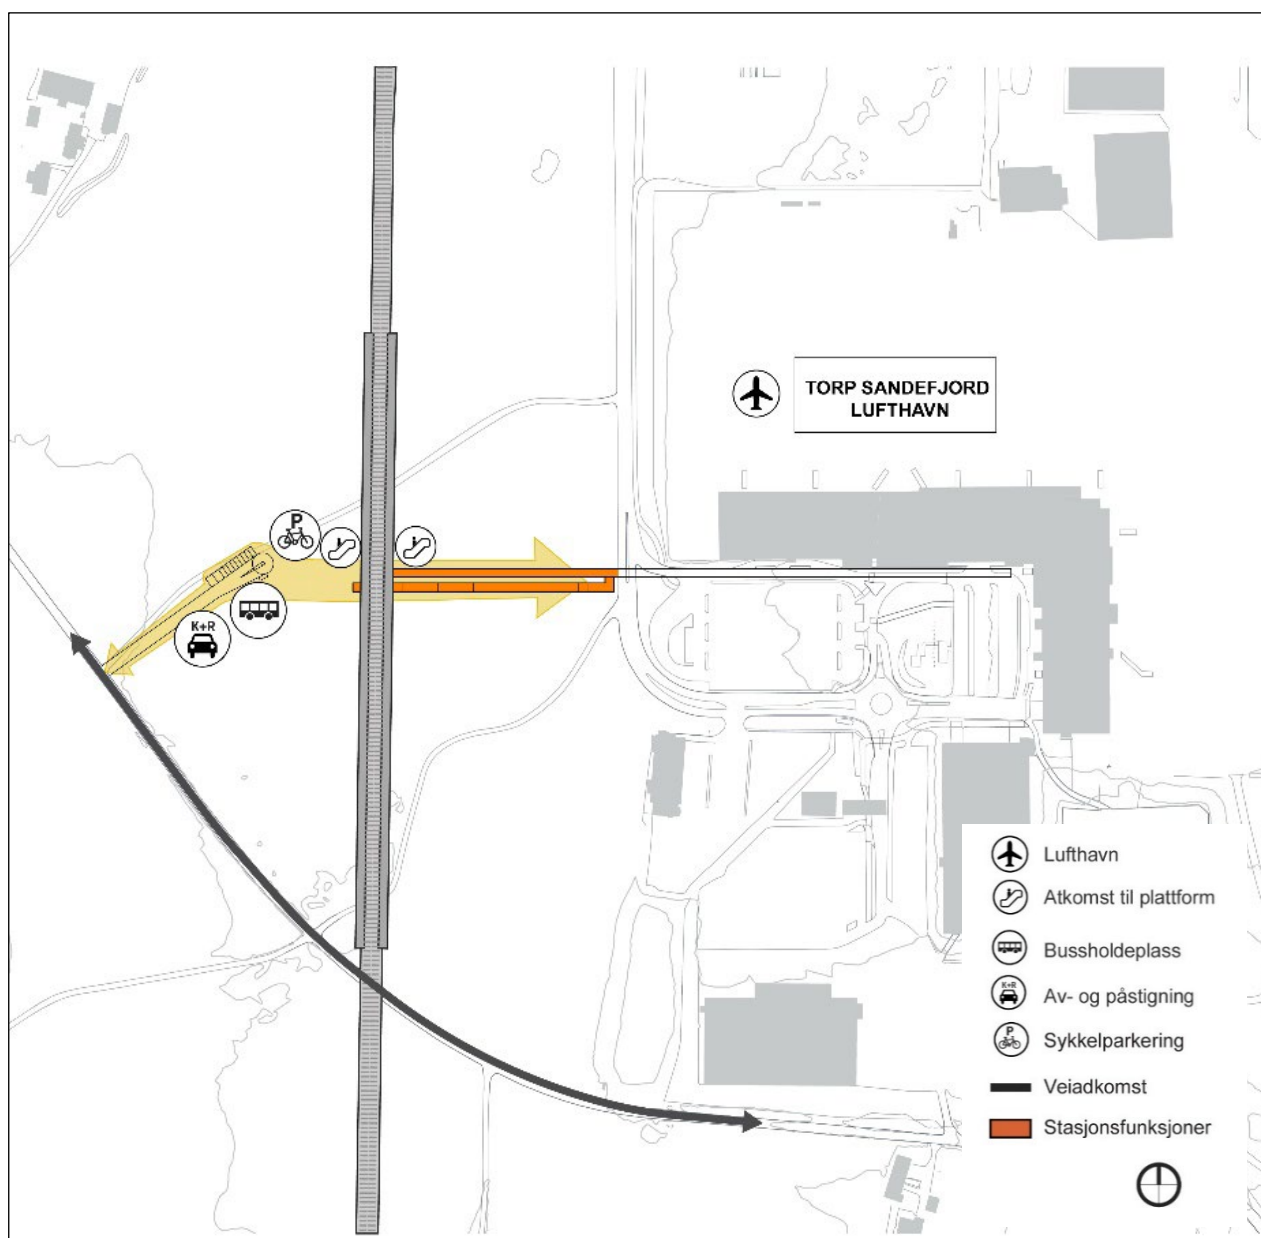 TORP SANDEFJORD
LUFTHAVN
P
K+R
Lufthavn
Atkomst til plattform
Bussholdeplass
K+R
Av- og påstigning
P
Sykkelparkering
Veiadkomst
Stasjonsfunksjoner